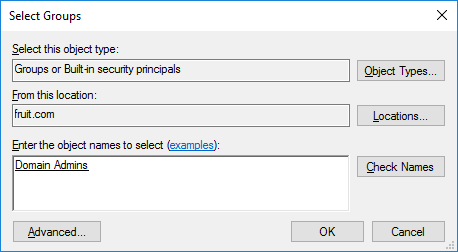 Select Groups
Select this object type:
Groups or Built-in security principals
Object Types...
From this location:
fruit.com
Locations...
Enter the object names to select (examples):
Domain Admins
Check Names
Advanced...
OK
Cancel